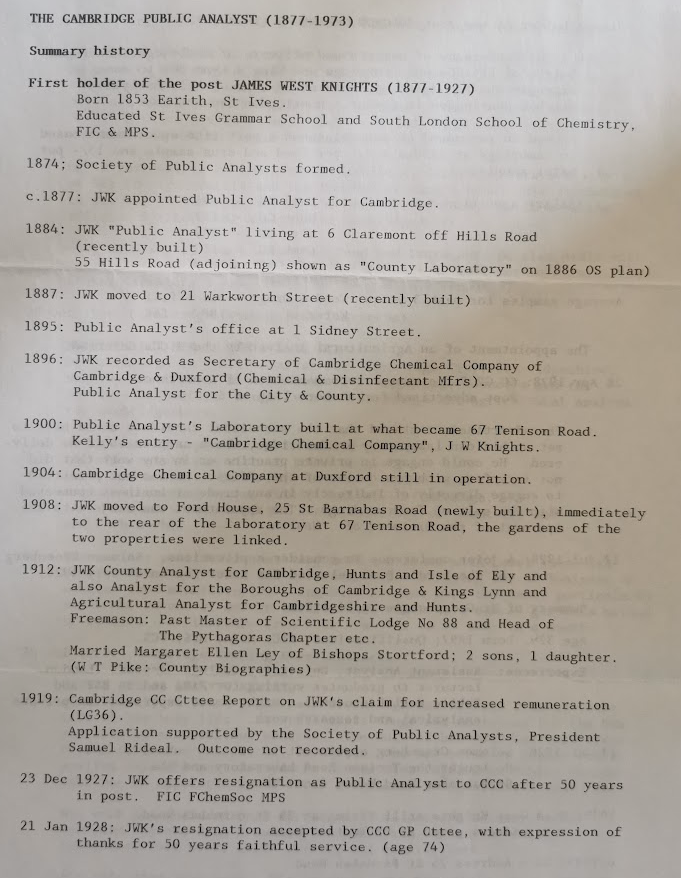 THE CAMBRIDGE PUBLIC ANALYST (1877-1973)
Summary history
First holder of the post JAMES WEST KNIGHTS (1877-1927)
Born 1853 Earith, St Ives.
Educated St Ives Grammar School and South London School of Chemistry,
FIC & MPS.
1874; Society of Public Analysts formed.
c.1877: JWK appointed Public Analyst for Cambridge.
1884: JWK "Public Analyst" living at 6 Claremont off Hills Road
(recently built)
55 Hills Road (adjoining) shown as "County Laboratory" on 1886 OS plan)
1887: JWK moved to 21 Warkworth Street (recently built)
1895: Public Analyst's office at 1 Sidney Street.
1896: JWK recorded as Secretary of Cambridge Chemical Company of
Cambridge & Duxford (Chemical & Disinfectant Mfrs).
Public Analyst for the City & County.
1900: Public Analyst's Laboratory built at what became 67 Tenison Road.
Kelly's entry - "Cambridge Chemical Company", J W Knights.
1904: Cambridge Chemical Company at Duxford still in operation.
1908: JWK moved to Ford House, 25 St Barnabas Road (newly built), immediately
to the rear of the laboratory at 67 Tenison Road, the gardens of the
two properties were linked.
1912: JWK County Analyst for Cambridge, Hunts and Isle of Ely and
also Analyst for the Boroughs of Cambridge & Kings Lynn and
Agricultural Analyst for Cambridgeshire and Hunts.
Freemason: Past Master of Scientific Lodge No 88 and Head of
The Pythagoras Chapter etc.
Married Margaret Ellen Ley of Bishops Stortford; 2 sons, 1 daughter.
(W T Pike: County Biographies)
1919: Cambridge CC Cttee Report on JWK's claim for increased remuneration
(LG36).
Application supported by the Society of Public Analysts, President
Samuel Rideal. Outcome not recorded.
23 Dec 1927: JWK offers resignation as Public Analyst to CCC after 50 years
in post. FIC FChemSoc MPS
21 Jan 1928: JWK's resignation accepted by CCC GP Cttee, with expression of
thanks for 50 years faithful service. (age 74)